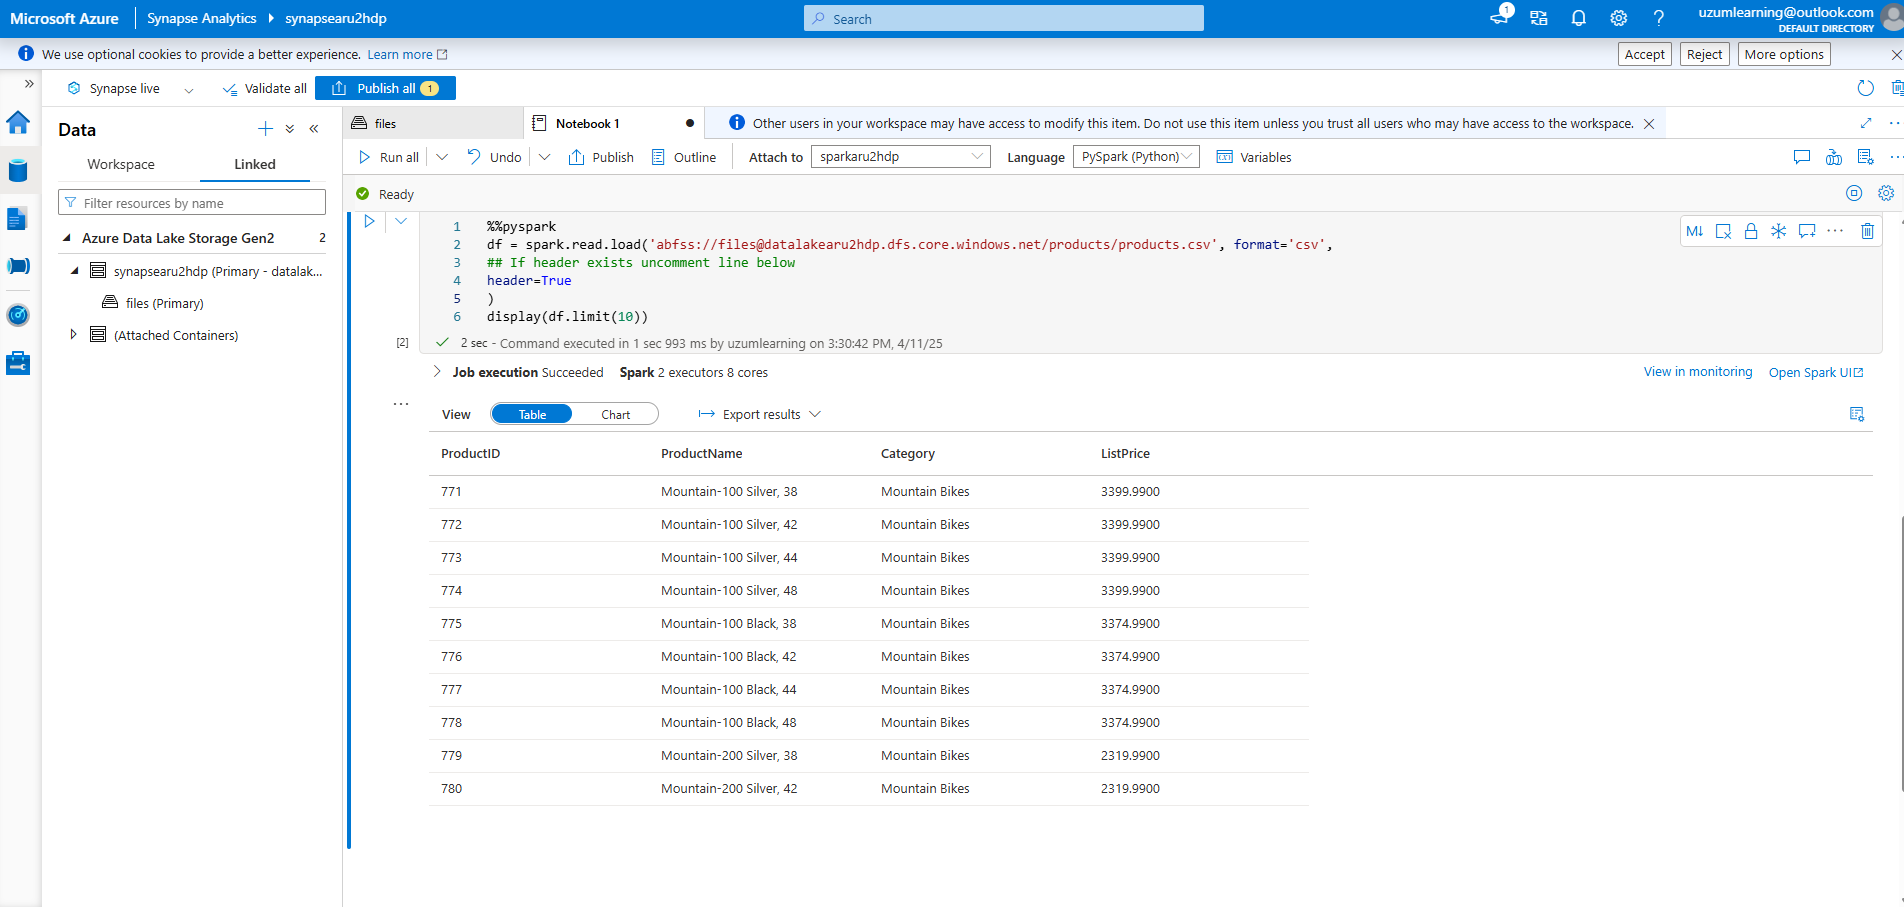 Microsoft Azure
Synapse Analytics
synapsearu2hdp
Search
1
uzumlearning@outlook.com
DEFAULT DIRECTORY
We use optional cookies to provide a better experience. Learn more
Accept
Reject
More options
Synapse live
Validate all
Publish all 1
Data
Workspace
Linked
Filter resources by name
Azure Data Lake Storage Gen2 2
synapsearu2hdp (Primary - datalak...
files (Primary)
(Attached Containers)
files
Notebook 1
Other users in your workspace may have access to modify this item. Do not use this item unless you trust all users who may have access to the workspace.
Run all
Undo
Publish
Outline
Attach to
sparkaru2hdp
Language
PySpark (Python)
Variables
Ready
M↓
1 %%pyspark
2 df = spark.read.load('abfss://files@datalakearu2hdp.dfs.core.windows.net/products/products.csv', format='csv',
3 ## If header exists uncomment line below
4 header=True
5 )
6 display(df.limit(10))
[2] 2 sec - Command executed in 1 sec 993 ms by uzumlearning on 3:30:42 PM, 4/11/25
Job execution Succeeded Spark 2 executors 8 cores
View in monitoring
Open Spark UI
View
Table
Chart
Export results
ProductID ProductName Category ListPrice
771 Mountain-100 Silver, 38 Mountain Bikes 3399.9900
772 Mountain-100 Silver, 42 Mountain Bikes 3399.9900
773 Mountain-100 Silver, 44 Mountain Bikes 3399.9900
774 Mountain-100 Silver, 48 Mountain Bikes 3399.9900
775 Mountain-100 Black, 38 Mountain Bikes 3374.9900
776 Mountain-100 Black, 42 Mountain Bikes 3374.9900
777 Mountain-100 Black, 44 Mountain Bikes 3374.9900
778 Mountain-100 Black, 48 Mountain Bikes 3374.9900
779 Mountain-200 Silver, 38 Mountain Bikes 2319.9900
780 Mountain-200 Silver, 42 Mountain Bikes 2319.9900